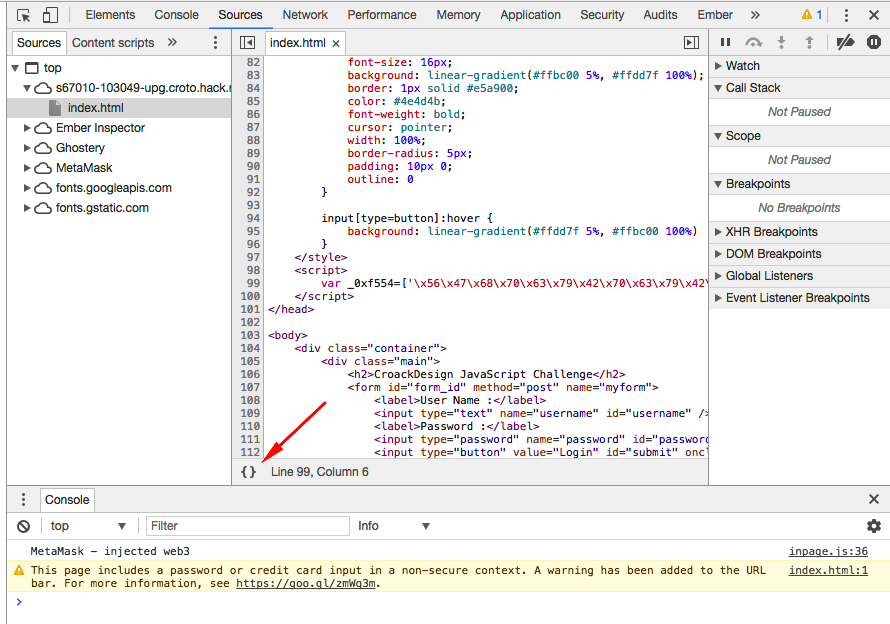 Elements Console Sources Network Performance Memory Application Security Audits Ember » 1
Sources Content scripts »
index.html ×
top
s67010-103049-upg.croto.hack.r
index.html
Ember Inspector
Ghostery
MetaMask
fonts.googleapis.com
fonts.gstatic.com
82 font-size: 16px;
83 background: linear-gradient(#ffbc00 5%, #ffdd7f 100%);
84 border: 1px solid #e5a900;
85 color: #4e4d4b;
86 font-weight: bold;
87 cursor: pointer;
88 width: 100%;
89 border-radius: 5px;
90 padding: 10px 0;
91 outline: 0
92 }
93
94 input[type=button]:hover {
95 background: linear-gradient(#ffdd7f 5%, #ffbc00 100%)
96 }
97 </style>
98 <script>
99 var _0xf554=['\x56\x47\x68\x70\x63\x79\x42\x70\x63\x79\x42\
100 </script>
101 </head>
102
103 <body>
104 <div class="container">
105 <div class="main">
106 <h2>CroackDesign JavaScript Challenge</h2>
107 <form id="form_id" method="post" name="myform">
108 <label>User Name :</label>
109 <input type="text" name="username" id="username" />
110 <label>Password :</label>
111 <input type="password" name="password" id="password
112 <input type="button" value="Login" id="submit" oncl
{} Line 99, Column 6
Watch
Call Stack
Not Paused
Scope
Not Paused
Breakpoints
No Breakpoints
XHR Breakpoints
DOM Breakpoints
Global Listeners
Event Listener Breakpoints
Console
top Filter Info
MetaMask – injected web3 inpage.js:36
This page includes a password or credit card input in a non-secure context. A warning has been added to the URL index.html:1
bar. For more information, see https://goo.gl/zmWq3m.